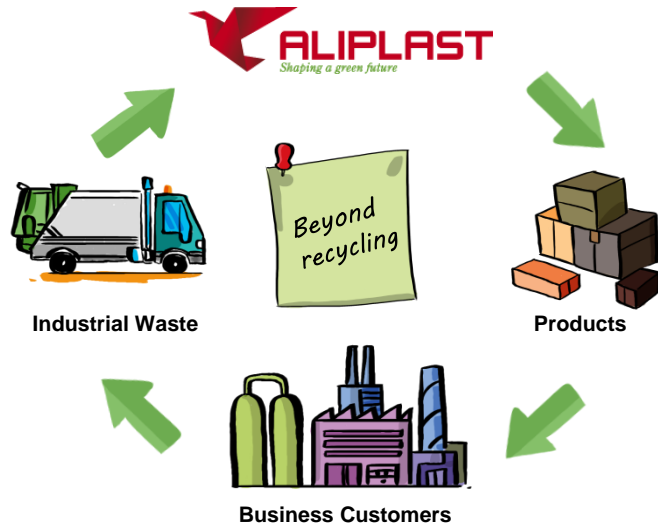 ALIPLAST
Shaping a green future
Beyond
recycling
Industrial Waste
Products
Business Customers